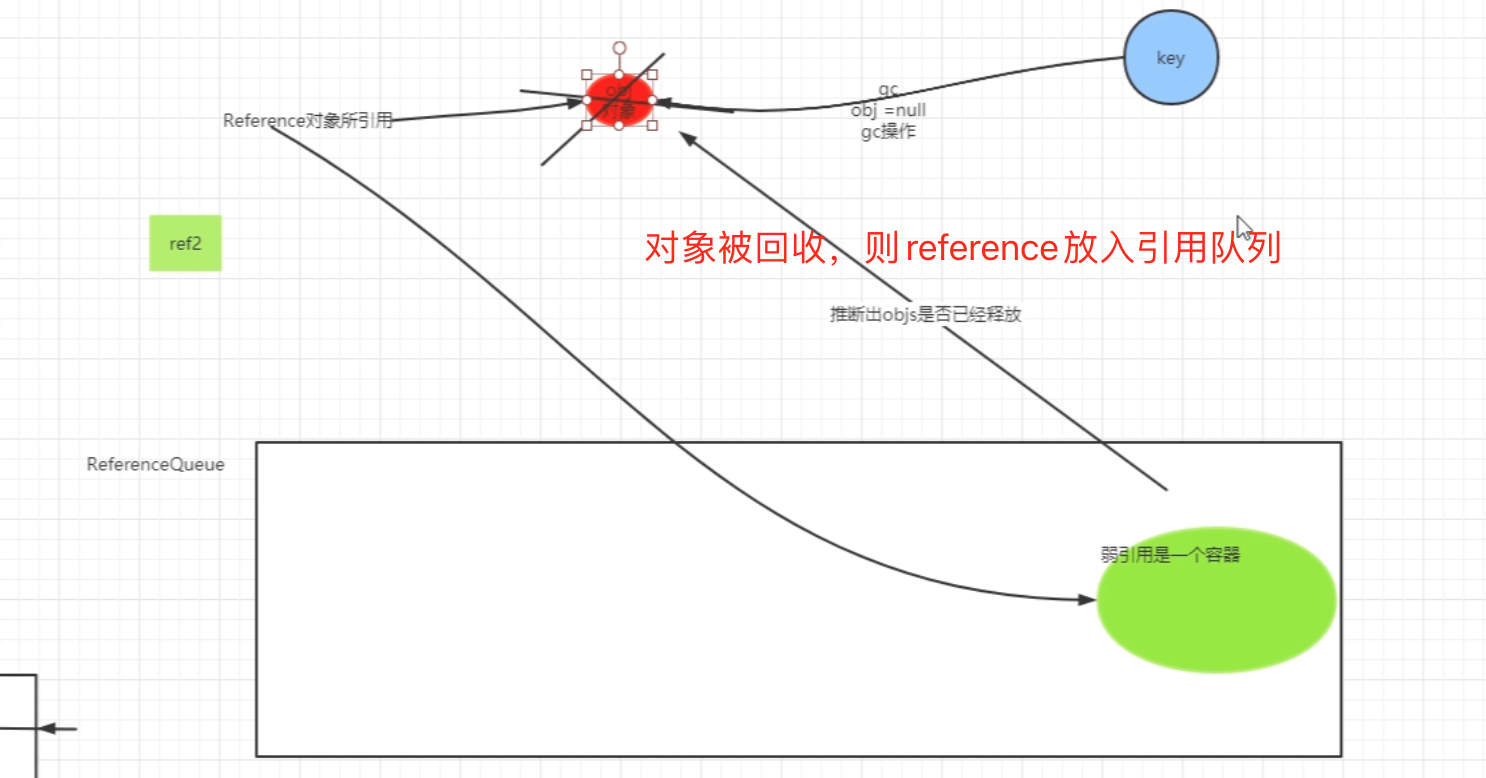 key
obj
对象
gc
obj =null
gc操作
Reference对象所引用
ref2
对象被回收，则reference放入引用队列
推断出objs是否已经释放
ReferenceQueue
弱引用是一个容器